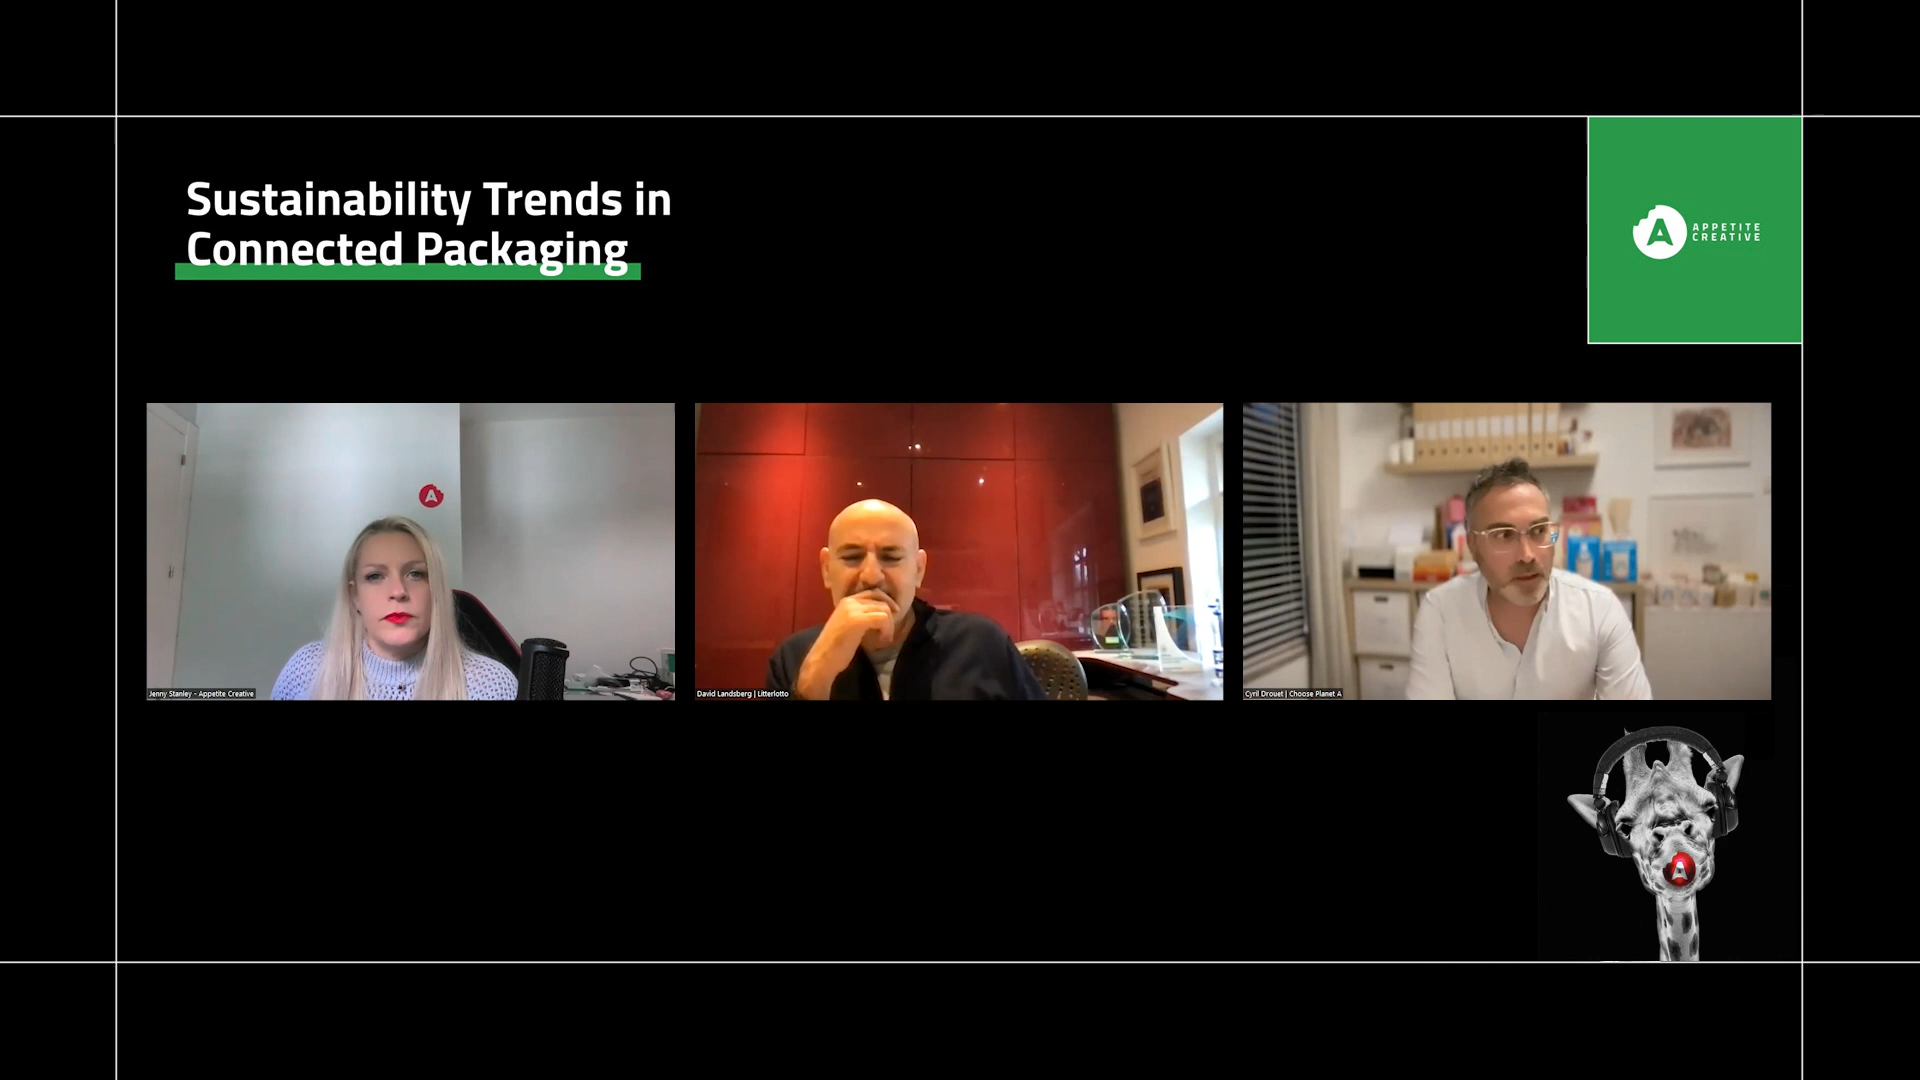 Sustainability Trends in
Connected Packaging
APPETITE
CREATIVE
Jenny Stanley - Appetite Creative
David Landsberg | Litterlotto
Cyril Drouet | Choose Planet A